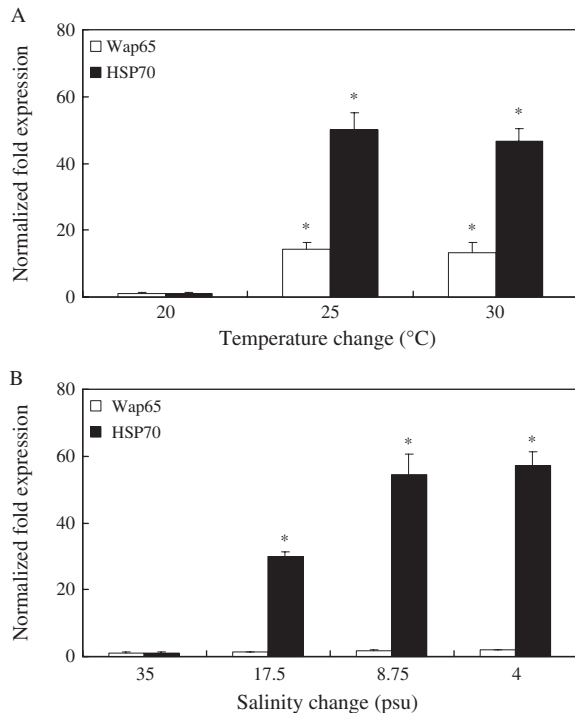 A
80
60
40
20
0
Normalized fold expression
Wap65
HSP70
*
*
*
*
20
25
30
Temperature change (°C)
B
80
60
40
20
0
Normalized fold expression
Wap65
HSP70
*
*
*
35
17.5
8.75
4
Salinity change (psu)